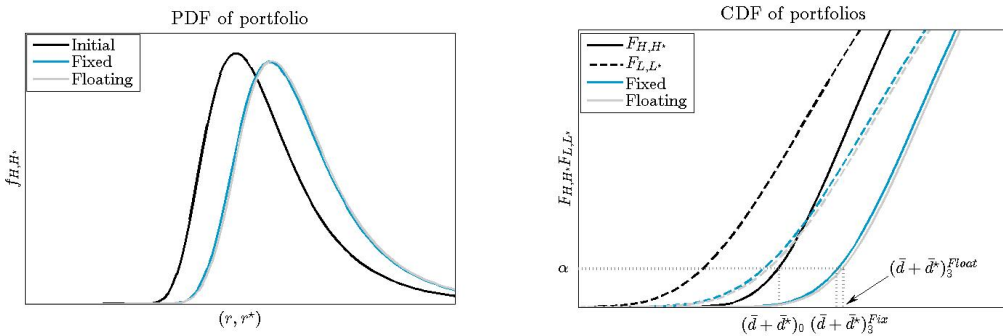 PDF of portfolio
Initial
Fixed
Floating
f_{H,H⋆}
(r, r⋆)
CDF of portfolios
F_{H,H⋆}
F_{L,L⋆}
Fixed
Floating
F_{H,H⋆}, F_{L,L⋆}
α
(d̄ + d̄⋆)_3^{Float}
(d̄ + d̄⋆)_0 (d̄ + d̄⋆)_3^{Fix}